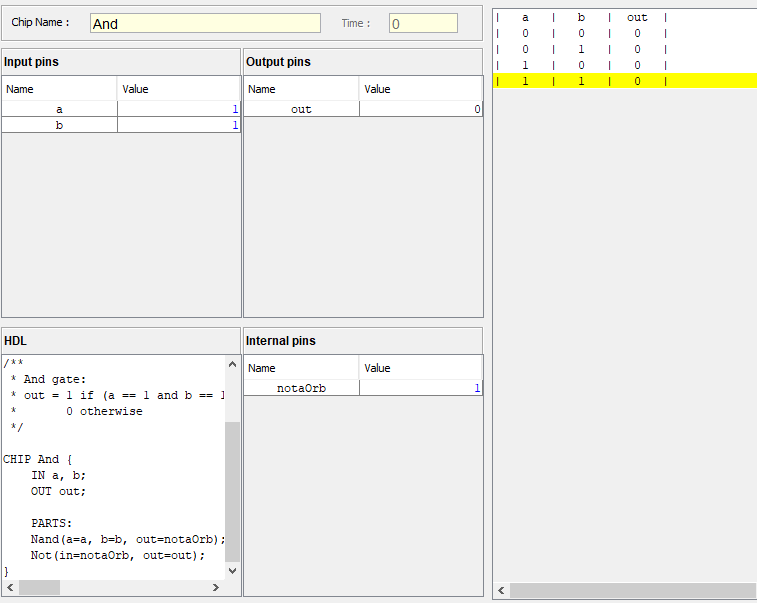 Chip Name : And Time : 0
Input pins
Name Value
a 1
b 1
Output pins
Name Value
out 0
HDL
/**
* And gate:
* out = 1 if (a == 1 and b == 1
* 0 otherwise
*/
CHIP And {
IN a, b;
OUT out;
PARTS:
Nand(a=a, b=b, out=notaOrb);
Not(in=notaOrb, out=out);
}
Internal pins
Name Value
notaOrb 1
| a | b | out |
| 0 | 0 | 0 |
| 0 | 1 | 0 |
| 1 | 0 | 0 |
| 1 | 1 | 0 |